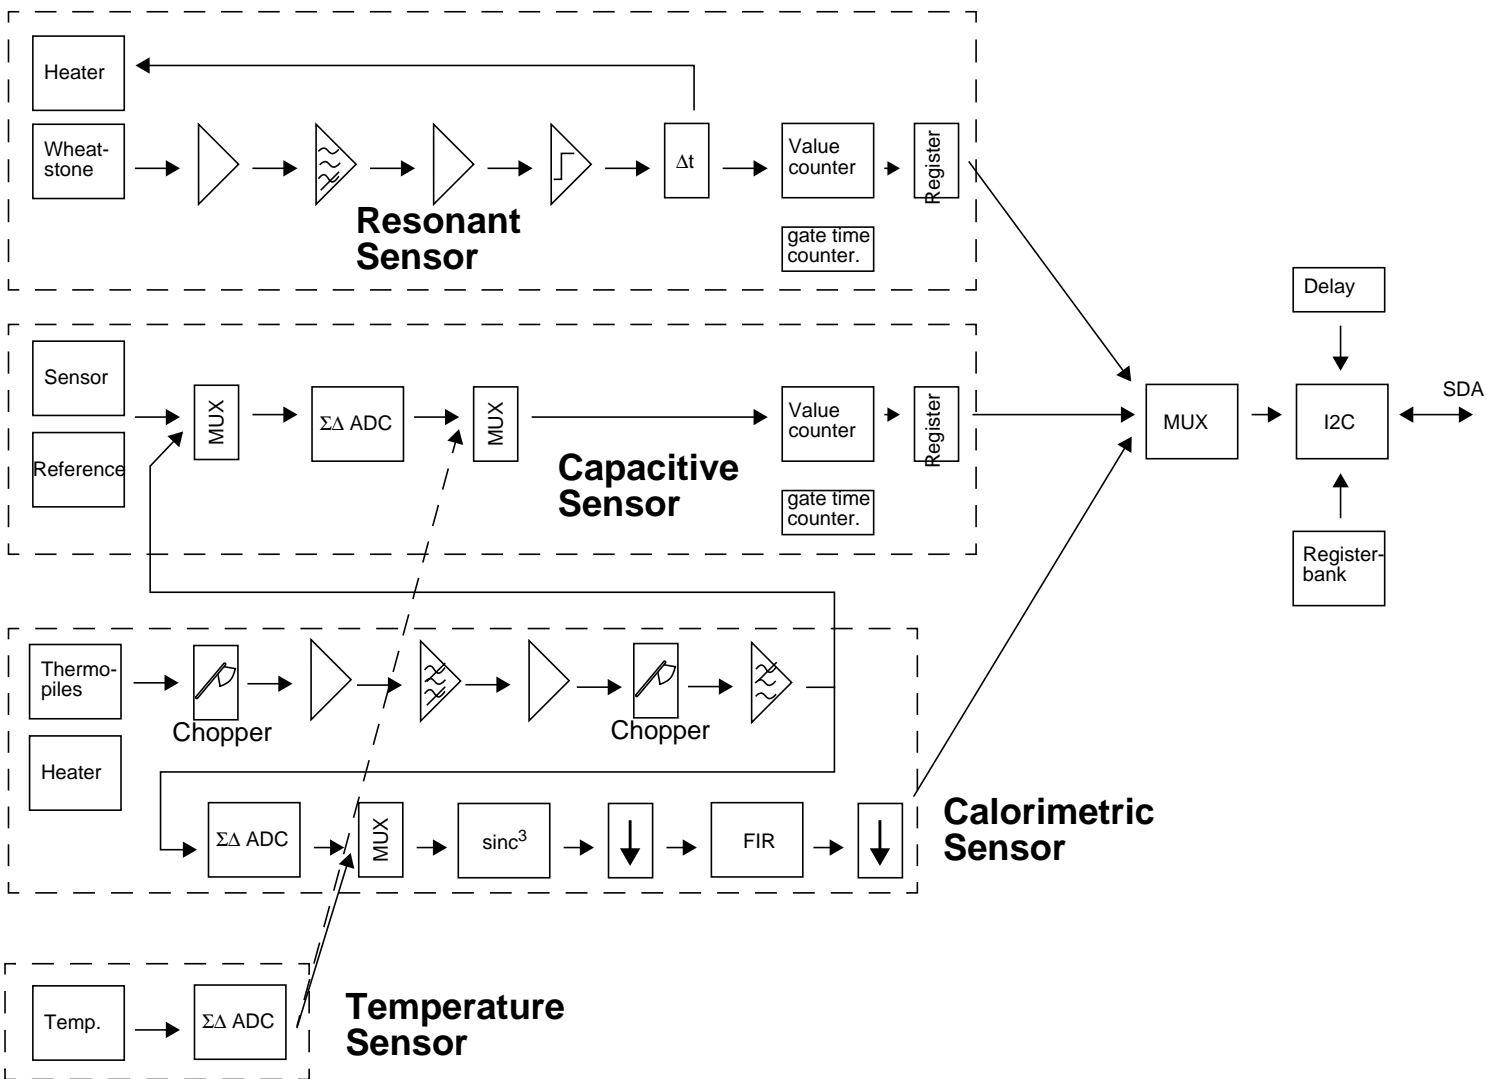 Heater
Wheat-
stone
Δt
Value
counter
Register
gate time
counter.
Resonant
Sensor
Delay
Sensor
MUX
ΣΔ ADC
MUX
Value
counter
Register
MUX
I2C
SDA
Reference
Capacitive
Sensor
gate time
counter.
Register-
bank
Thermo-
piles
Chopper
Chopper
Heater
ΣΔ ADC
MUX
sinc³
FIR
Calorimetric
Sensor
Temp.
ΣΔ ADC
Temperature
Sensor